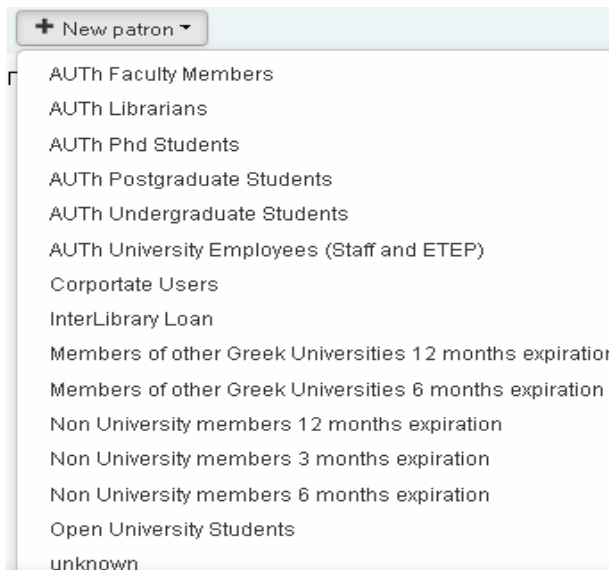 New patron
AUTh Faculty Members
AUTh Librarians
AUTh Phd Students
AUTh Postgraduate Students
AUTh Undergraduate Students
AUTh University Employees (Staff and ETEP)
Corportate Users
InterLibrary Loan
Members of other Greek Universities 12 months expiration
Members of other Greek Universities 6 months expiration
Non University members 12 months expiration
Non University members 3 months expiration
Non University members 6 months expiration
Open University Students
unknown